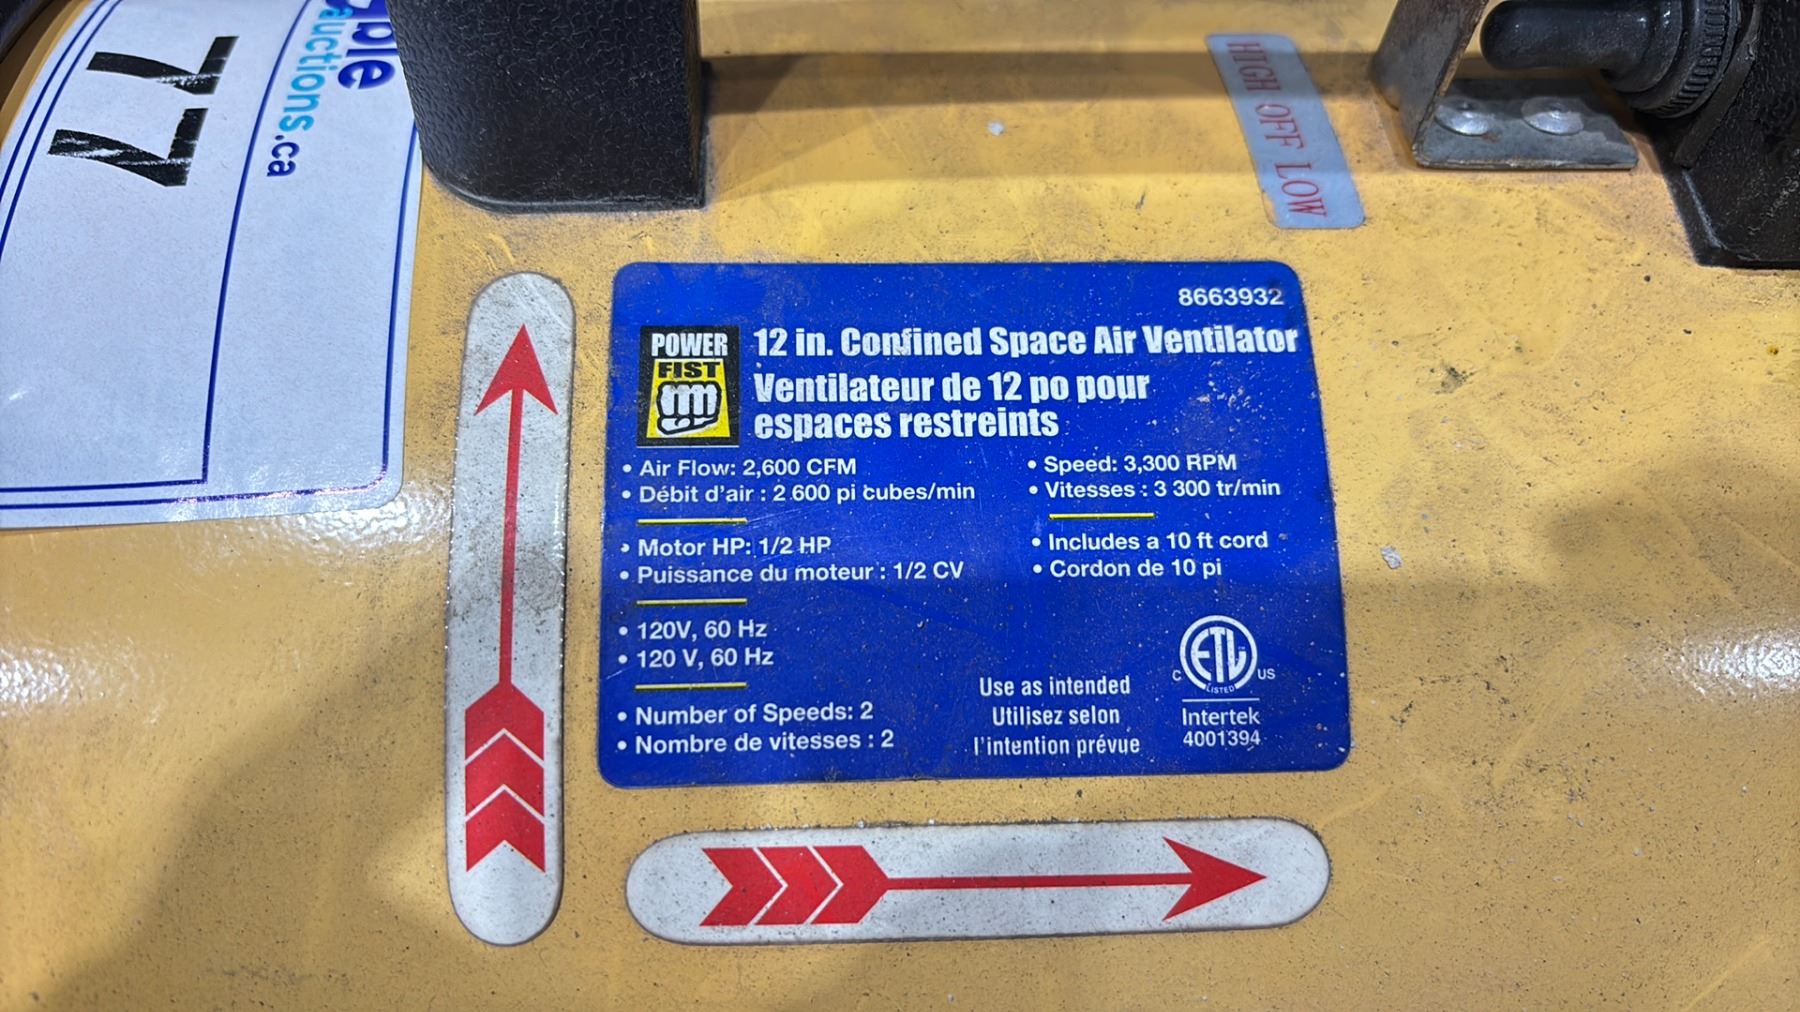 77
auctions.ca
HIGH OFF LOW
8663932
POWER
FIST
12 in. Confined Space Air Ventilator
Ventilateur de 12 po pour
espaces restreints
• Air Flow: 2,600 CFM
• Débit d'air : 2 600 pi cubes/min
• Motor HP: 1/2 HP
• Puissance du moteur : 1/2 CV
• 120V, 60 Hz
• 120 V, 60 Hz
• Number of Speeds: 2
• Nombre de vitesses : 2
• Speed: 3,300 RPM
• Vitesses : 3 300 tr/min
• Includes a 10 ft cord
• Cordon de 10 pi
Use as intended
Utilisez selon
l'intention prévue
ETL
C US
LISTED
Intertek
4001394